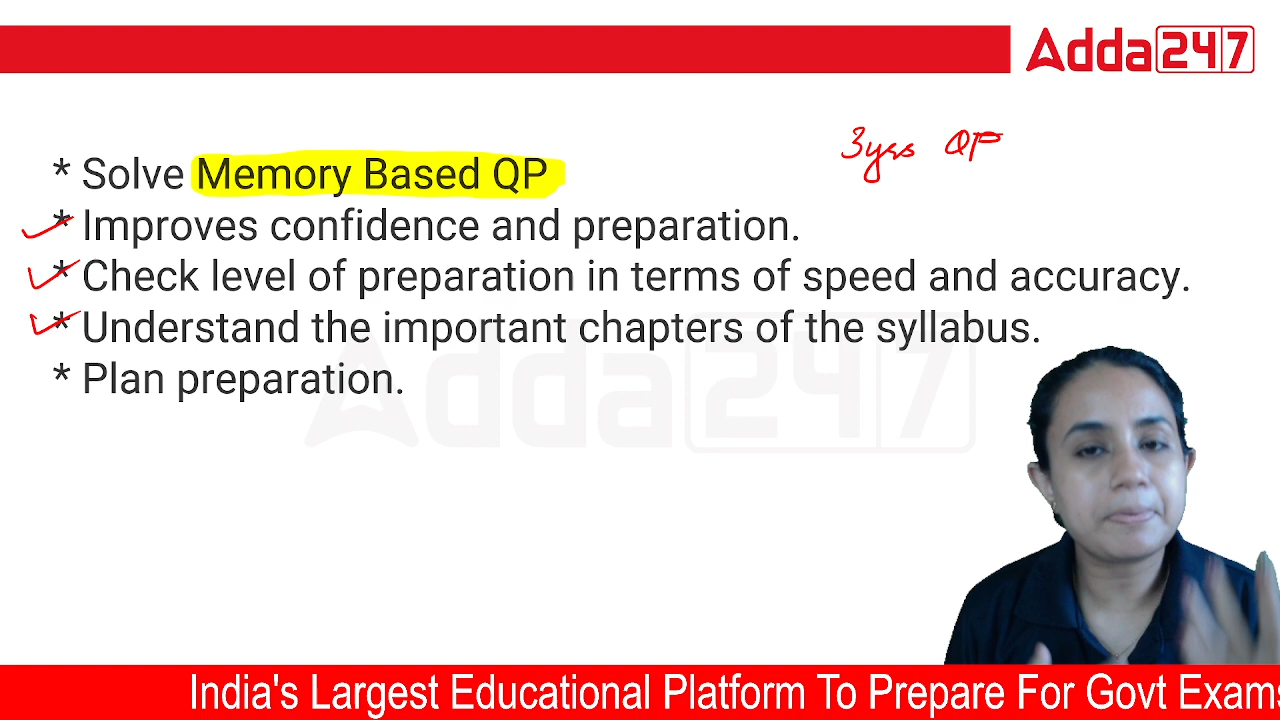 Adda247
3yrs QP
* Solve Memory Based QP
* Improves confidence and preparation.
* Check level of preparation in terms of speed and accuracy.
* Understand the important chapters of the syllabus.
* Plan preparation.
Adda247
India's Largest Educational Platform To Prepare For Govt Exams